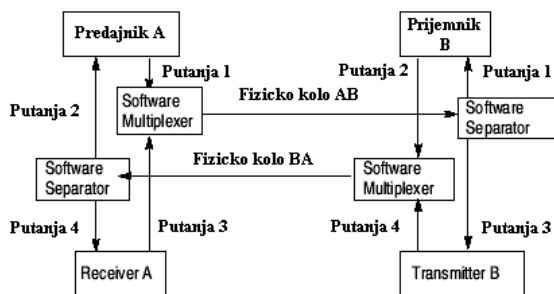 Predajnik A
Prijemnik
B
Putanja 1
Putanja 2
Putanja 1
Software
Multiplexer
Fizicko kolo AB
Software
Separator
Putanja 2
Fizicko kolo BA
Software
Separator
Software
Multiplexer
Putanja 4
Putanja 3
Putanja 4
Putanja 3
Receiver A
Transmitter B